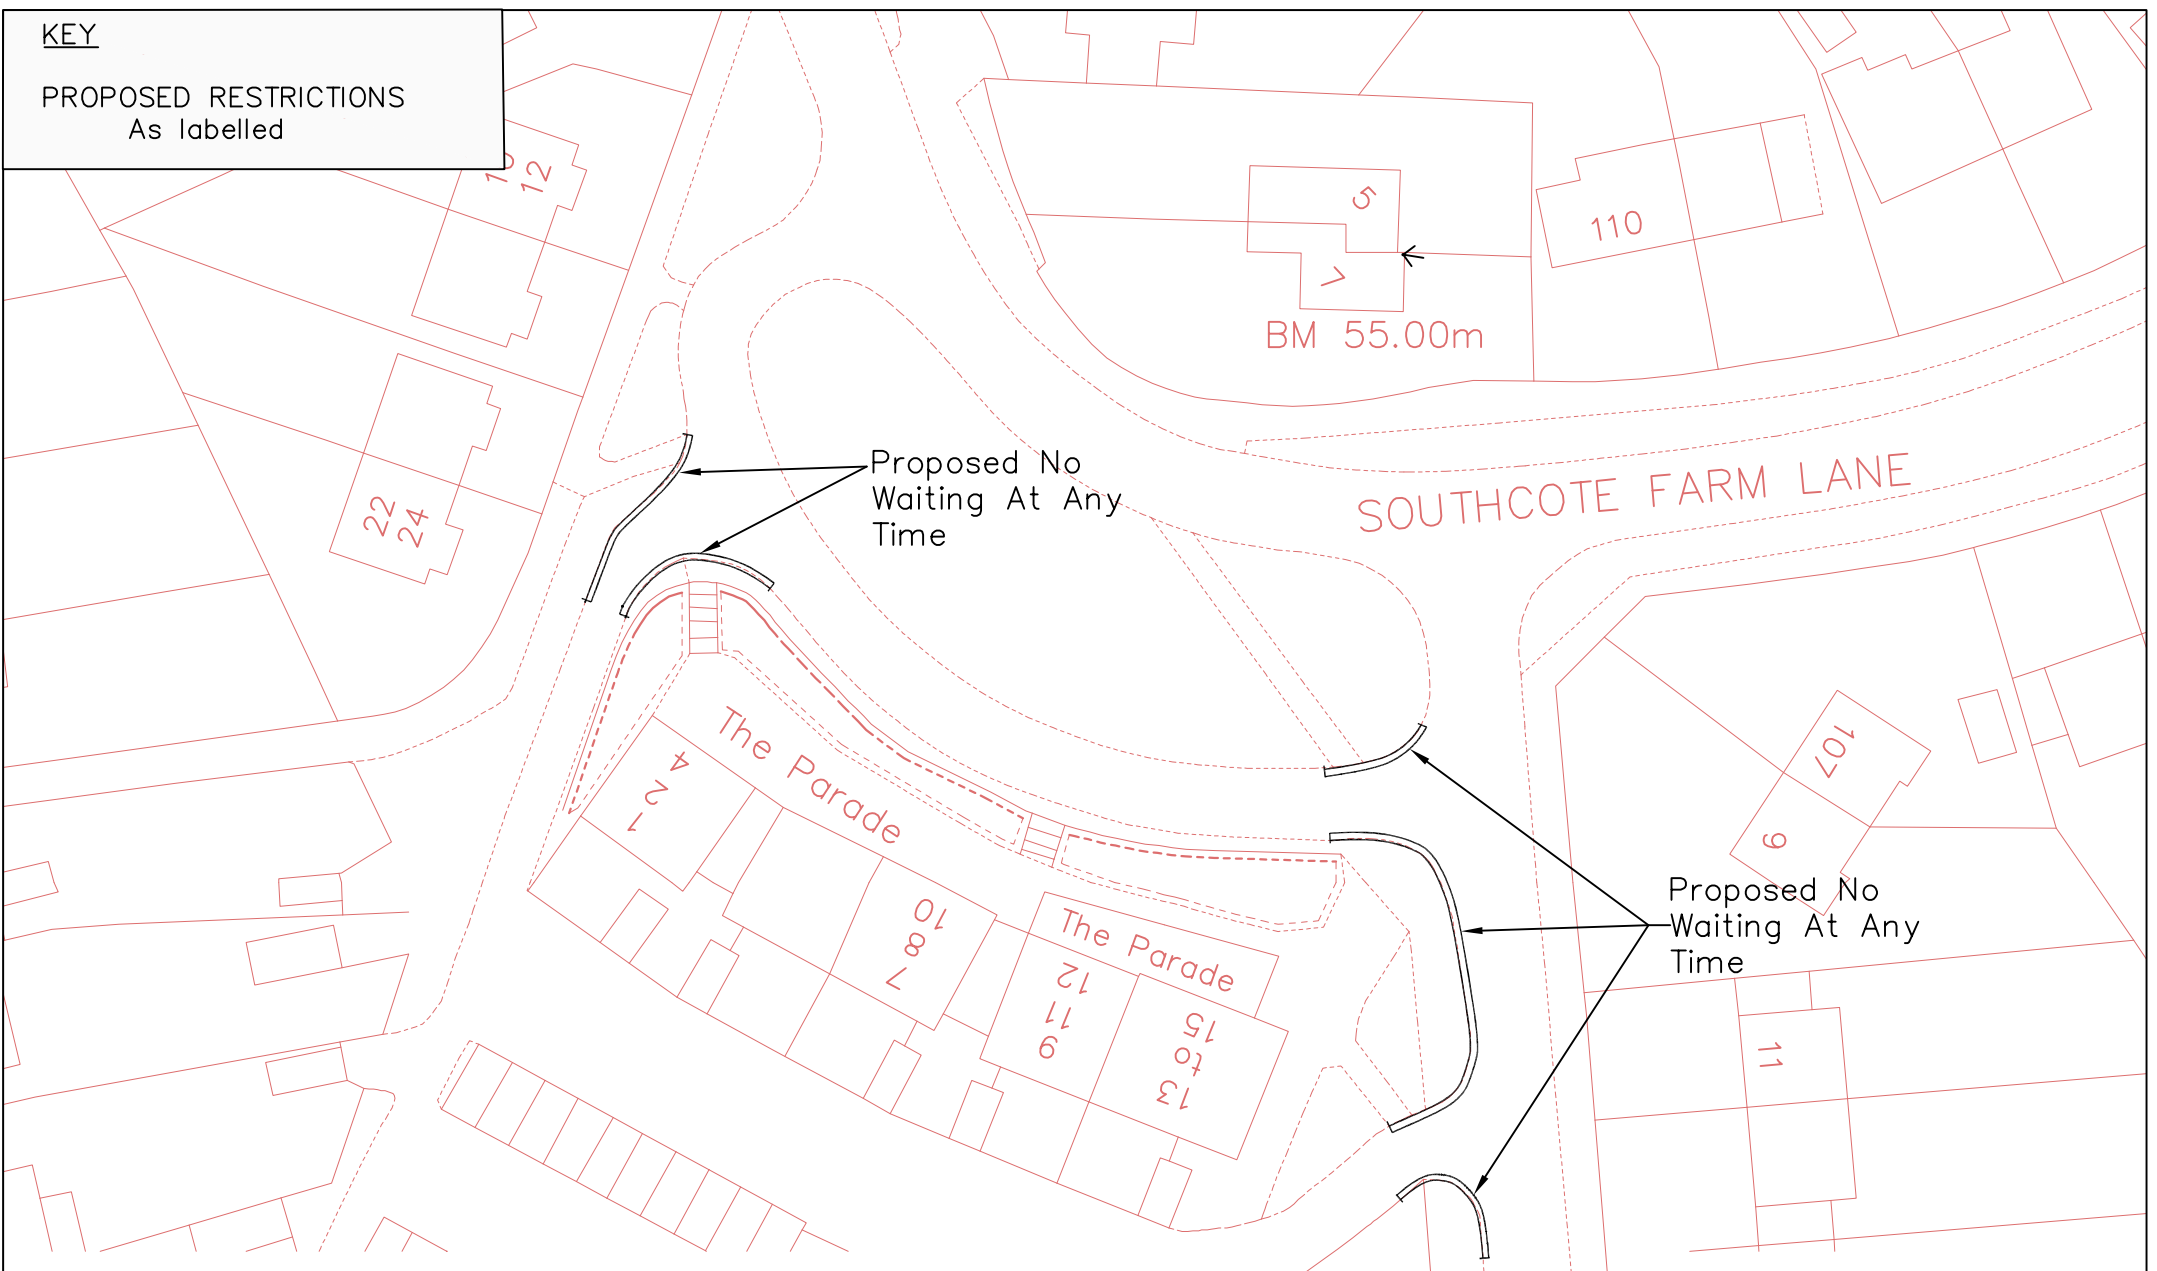 KEY
PROPOSED RESTRICTIONS
As labelled
12
5
110
7
BM 55.00m
Proposed No
Waiting At Any
Time
SOUTHCOTE FARM LANE
22
24
The Parade
4
2
1
107
9
10
8
7
The Parade
12
11
9
15
to
13
Proposed No
Waiting At Any
Time
11